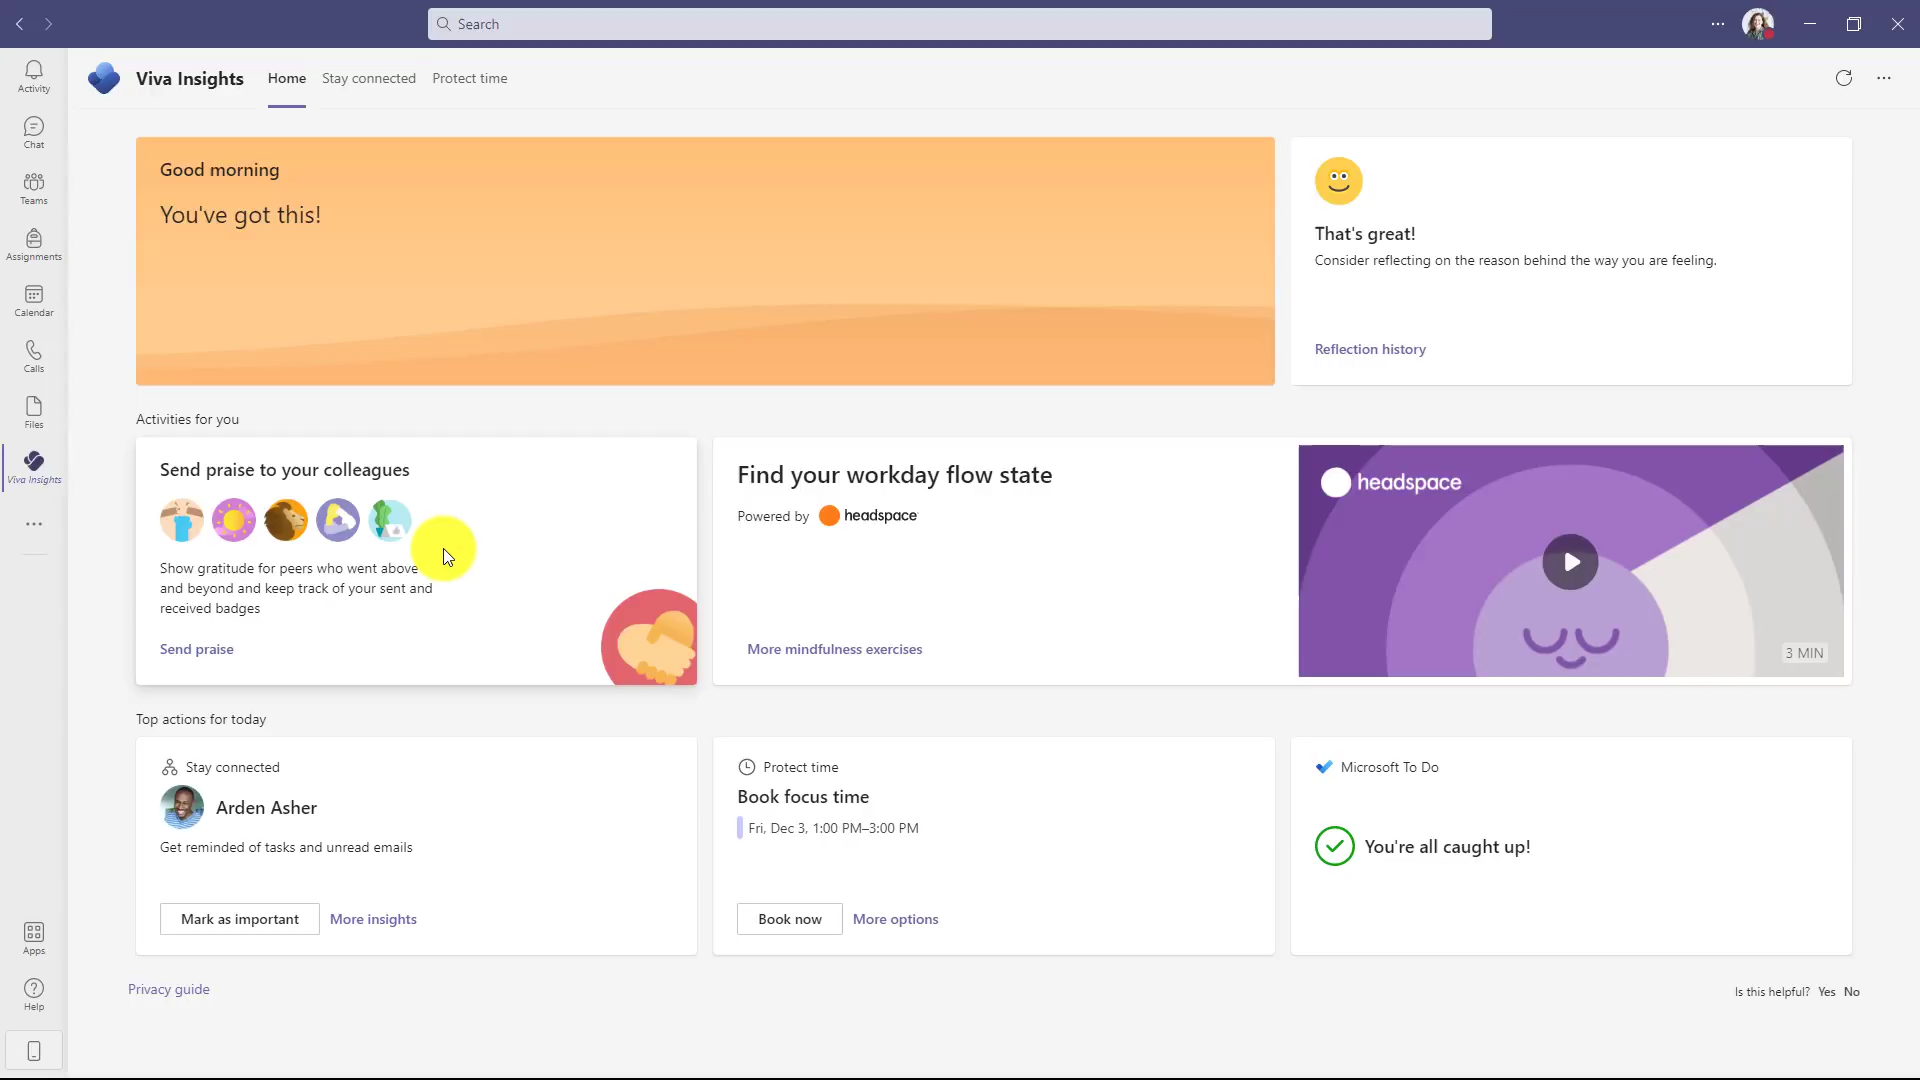 Search
Activity
Chat
Teams
Assignments
Calendar
Calls
Files
Viva Insights
Apps
Help
Viva Insights
Home
Stay connected
Protect time
Good morning
You've got this!
That's great!
Consider reflecting on the reason behind the way you are feeling.
Reflection history
Activities for you
Send praise to your colleagues
Show gratitude for peers who went above
and beyond and keep track of your sent and
received badges
Send praise
Find your workday flow state
Powered by headspace
More mindfulness exercises
headspace
3 MIN
Top actions for today
Stay connected
Arden Asher
Get reminded of tasks and unread emails
Mark as important
More insights
Protect time
Book focus time
Fri, Dec 3, 1:00 PM–3:00 PM
Book now
More options
Microsoft To Do
You're all caught up!
Privacy guide
Is this helpful? Yes No